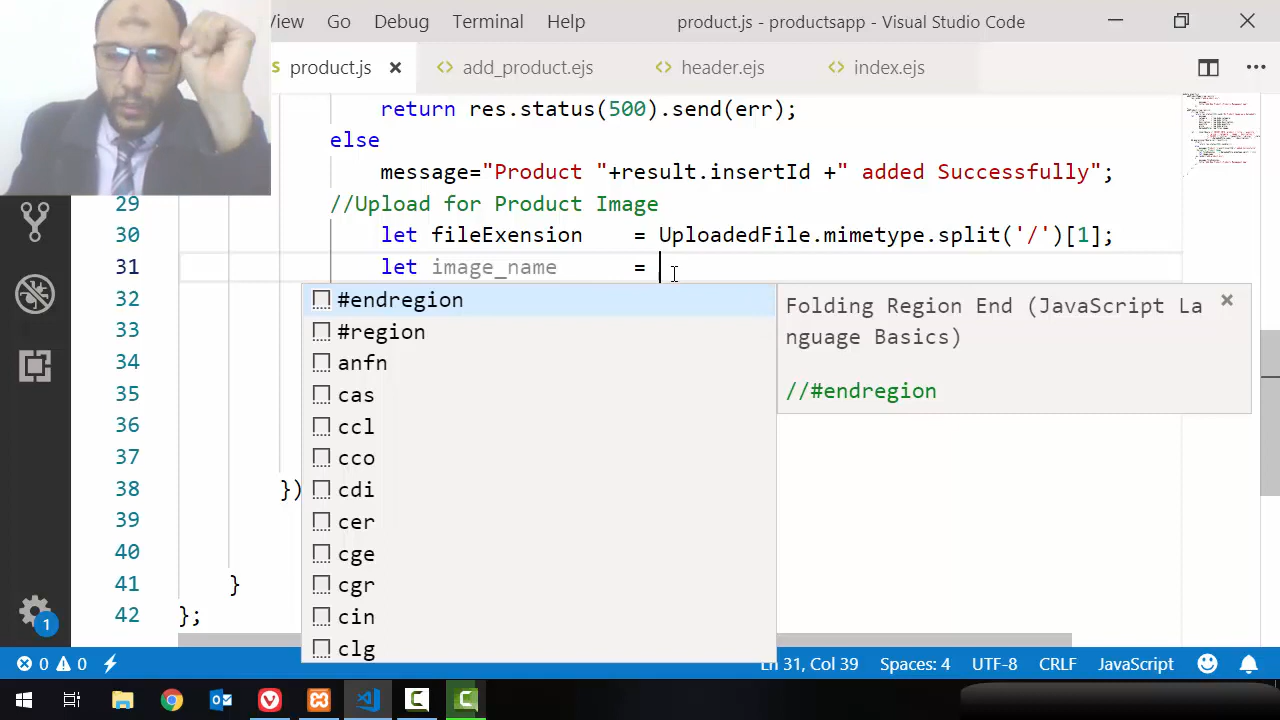 View Go Debug Terminal Help product.js - productsapp - Visual Studio Code
JS product.js add_product.ejs header.ejs index.ejs
return res.status(500).send(err);
else
message="Product "+result.insertId +" added Successfully";
29 //Upload for Product Image
30 let fileExension = UploadedFile.mimetype.split('/')[1];
31 let image_name =
32 #endregion
33 #region
34 anfn
35 cas
36 ccl
37 cco
38 }) cdi
39 cer
40 cge
41 } cgr
42 }; cin
clg
Folding Region End (JavaScript La
nguage Basics)
//#endregion
1
0 0 Ln 31, Col 39 Spaces: 4 UTF-8 CRLF JavaScript